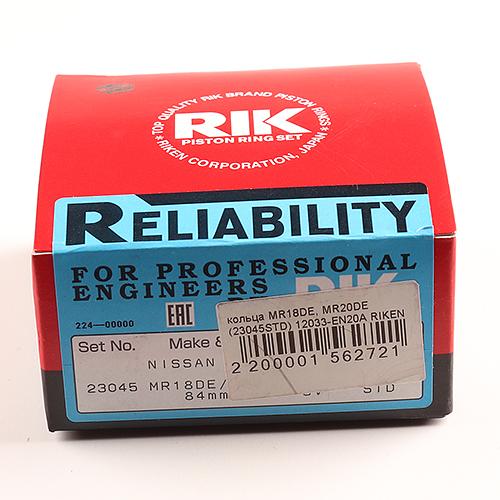 *TOP QUALITY RIK BRAND PISTON RINGS*
RIK
PISTON RING SET
RIKEN CORPORATION, JAPAN
RELIABILITY
FOR PROFESSIONAL
ENGINEERS RIK
224—00000
EAC
Set No. Make &
NISSAN
23045 MR18DE/
84mm STD
кольца MR18DE, MR20DE
(23045STD) 12033-EN20A RIKEN
2 200001 562721